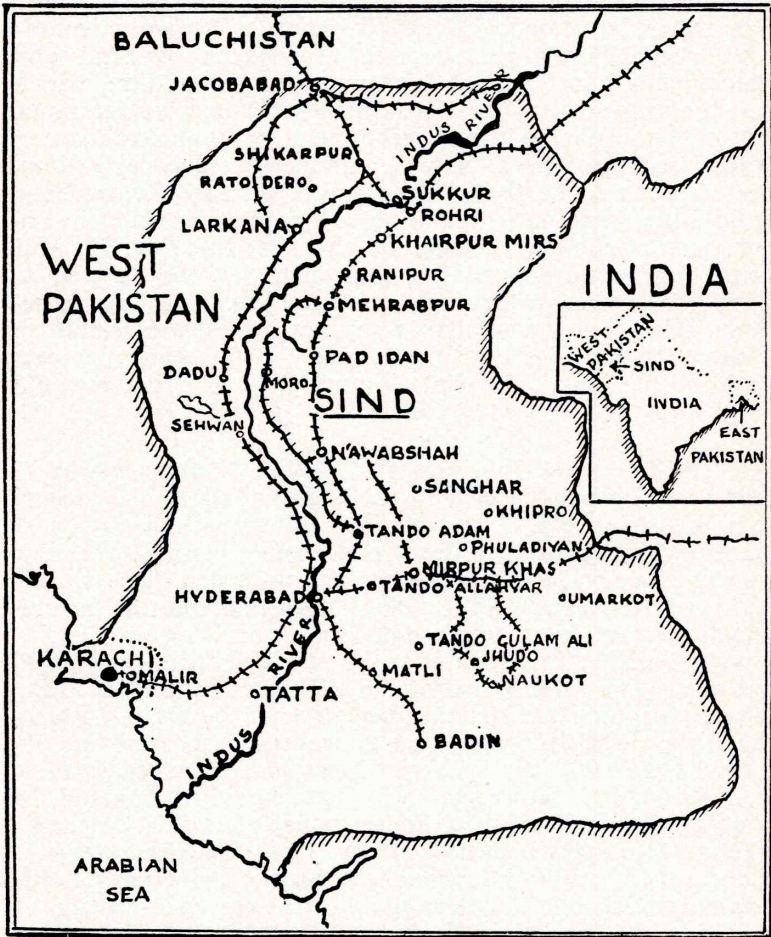 BALUCHISTAN
JACOBABAD
INDUS RIVER
SHIKARPUR
RATO DERO
SUKKUR
ROHRI
LARKANA
KHAIRPUR MIRS
WEST
PAKISTAN
RANIPUR
INDIA
MEHRABPUR
WEST
PAKISTAN
SIND
INDIA
EAST
PAKISTAN
PAD IDAN
DADU
MORO
SIND
SEHWAN
N'AWABSHAH
SANGHAR
KHIPRO
TANDO ADAM
PHULADIYAN
MIRPUR KHAS
TANDO ALLAHYAR
HYDERABAD
UMARKOT
TANDO GULAM ALI
JHUDO
KARACHI
MALIR
MATLI
NAUKOT
TATTA
INDUS RIVER
BADIN
ARABIAN
SEA